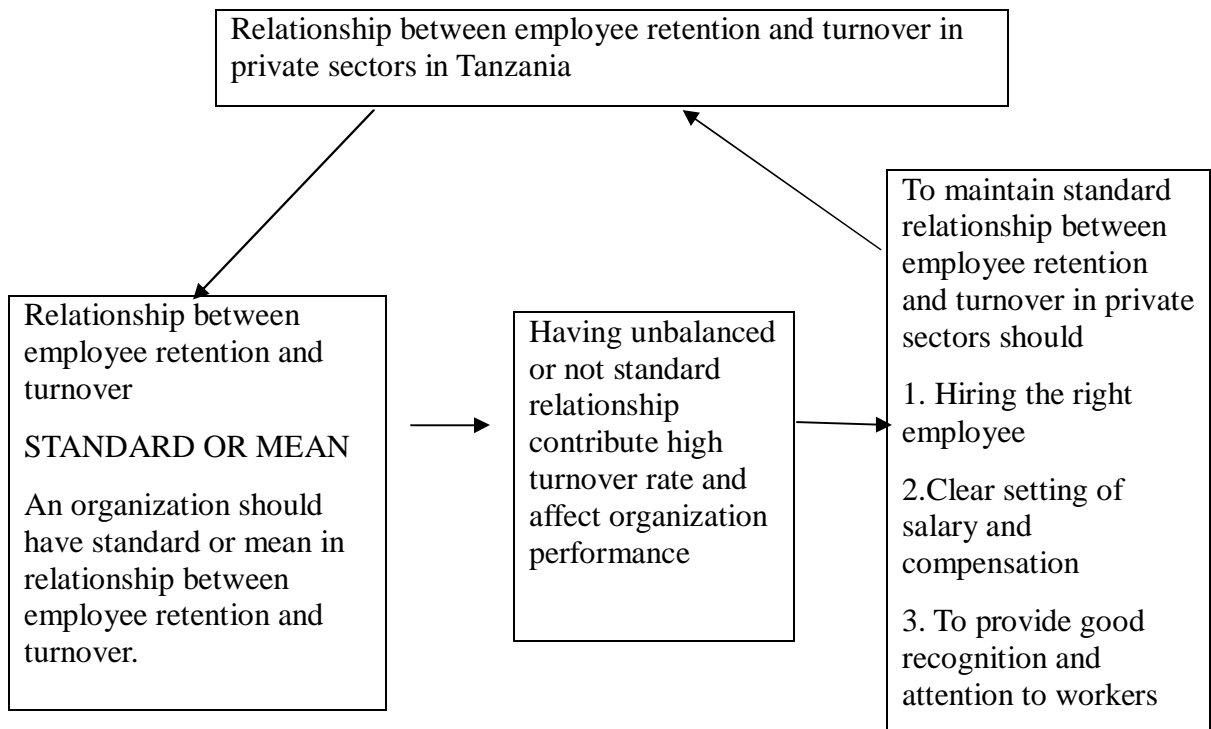 Relationship between employee retention and turnover in
private sectors in Tanzania
Relationship between
employee retention and
turnover
STANDARD OR MEAN
An organization should
have standard or mean in
relationship between
employee retention and
turnover.
Having unbalanced
or not standard
relationship
contribute high
turnover rate and
affect organization
performance
To maintain standard
relationship between
employee retention
and turnover in private
sectors should
1. Hiring the right
employee
2.Clear setting of
salary and
compensation
3. To provide good
recognition and
attention to workers